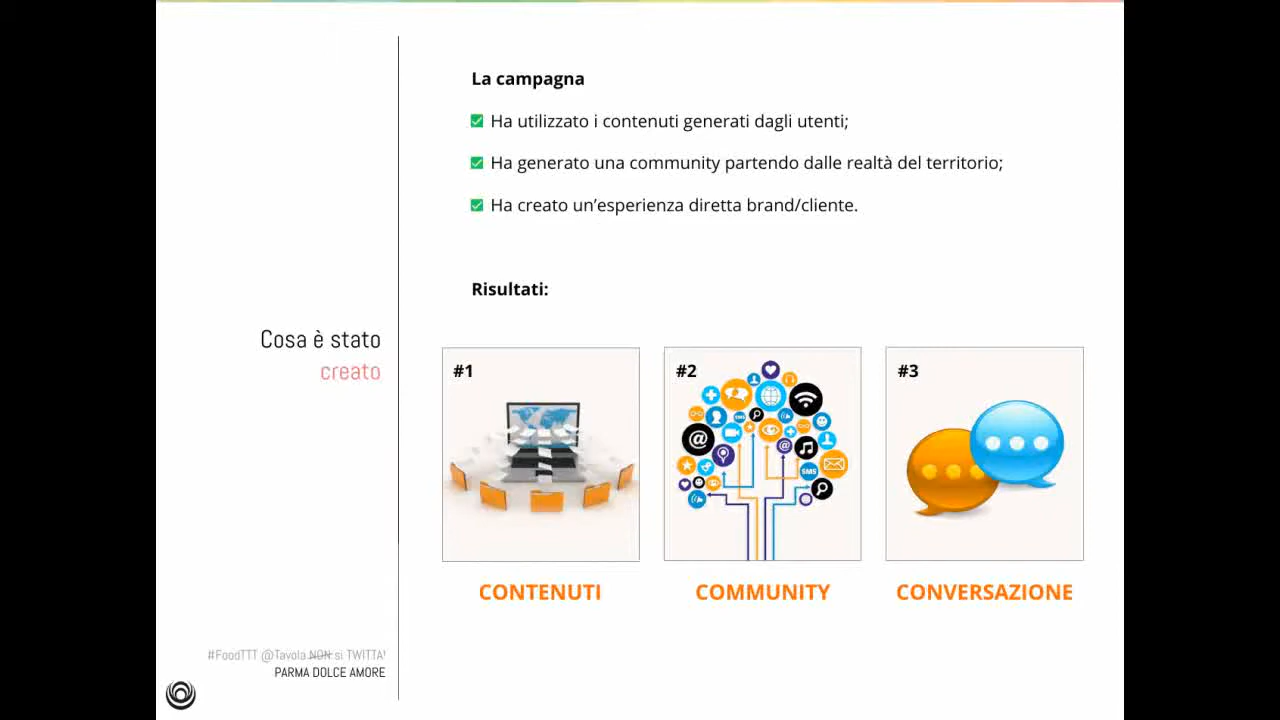 La campagna
Ha utilizzato i contenuti generati dagli utenti;
Ha generato una community partendo dalle realtà del territorio;
Ha creato un’esperienza diretta brand/cliente.
Risultati:
Cosa è stato
creato
#1
#2
#3
@
@
SMS
CONTENUTI
COMMUNITY
CONVERSAZIONE
#FoodTTT @Tavola NON si TWITTA!
PARMA DOLCE AMORE